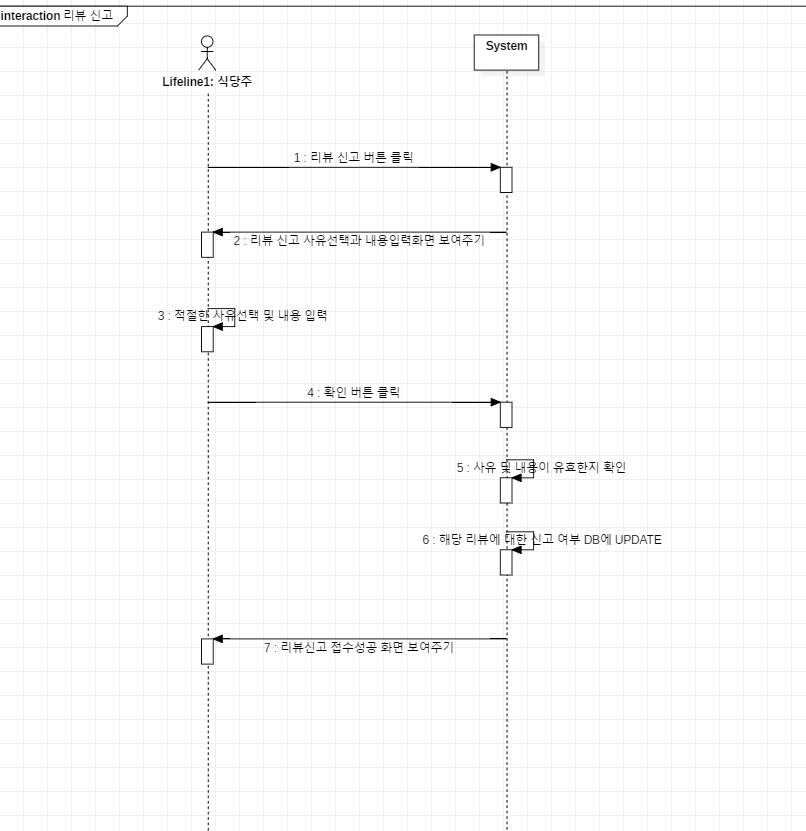 interaction 리뷰 신고
System
Lifeline1: 식당주
1 : 리뷰 신고 버튼 클릭
2 : 리뷰 신고 사유선택과 내용입력화면 보여주기
3 : 적절한 사유선택 및 내용 입력
4 : 확인 버튼 클릭
5 : 사유 및 내용이 유효한지 확인
6 : 해당 리뷰에 대한 신고 여부 DB에 UPDATE
7 : 리뷰신고 접수성공 화면 보여주기